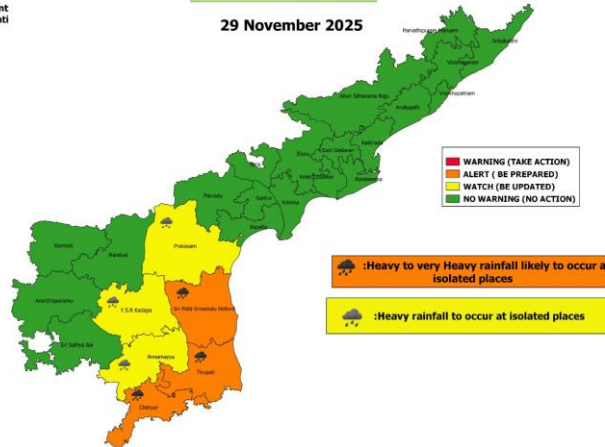 29 November 2025
Parvathipuram Manyam
Srikakulam
Vizianagaram
Visakhapatnam
Alluri Sitharama Raju
Anakapalli
Kakinada
East Godavari
Eluru
Konaseema
West Godavari
Krishna
Guntur
Palnadu
Bapatla
WARNING (TAKE ACTION)
ALERT ( BE PREPARED)
WATCH (BE UPDATED)
NO WARNING (NO ACTION)
Prakasam
Kurnool
Nandyal
:Heavy to very Heavy rainfall likely to occur a
isolated places
Ananthapuramu
Y.S.R Kadapa
Sri Potti Sriramulu Nellore
:Heavy rainfall to occur at isolated places
Sri Sathya Sai
Annamayya
Tirupati
Chittoor